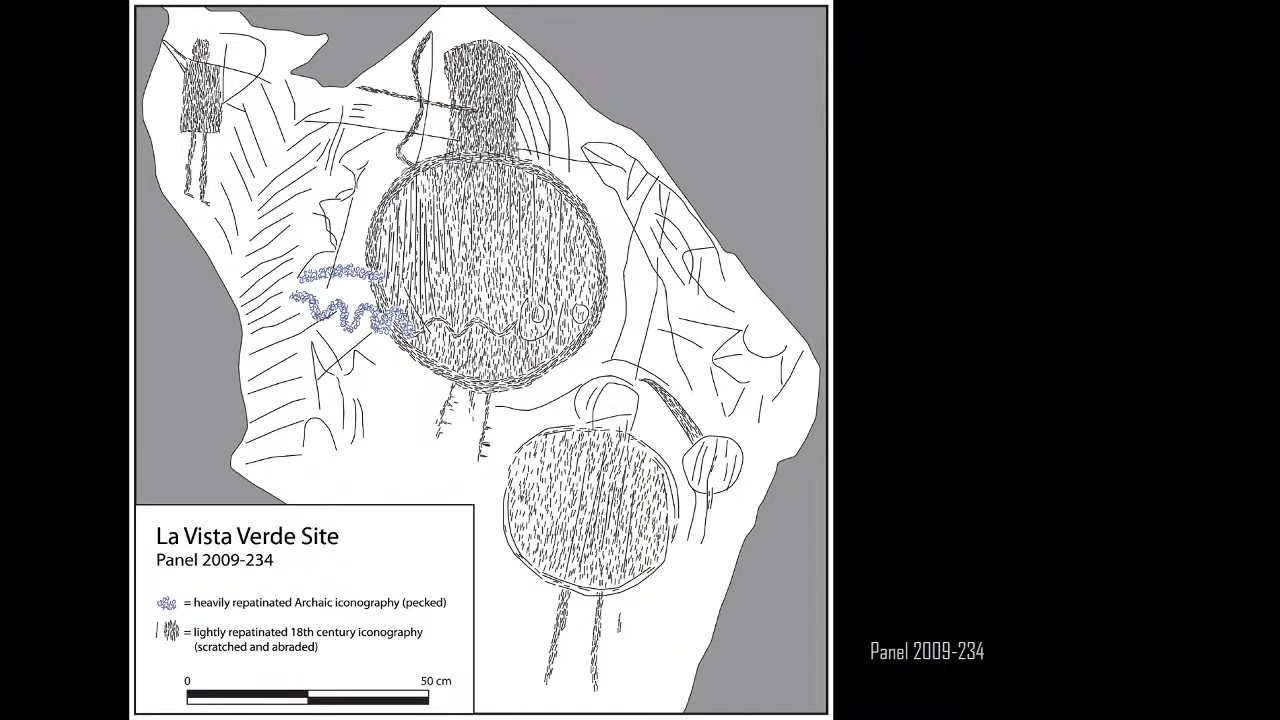 La Vista Verde Site
Panel 2009-234
= heavily repatinated Archaic iconography (pecked)
= lightly repatinated 18th century iconography
(scratched and abraded)
0 50 cm
Panel 2009-234